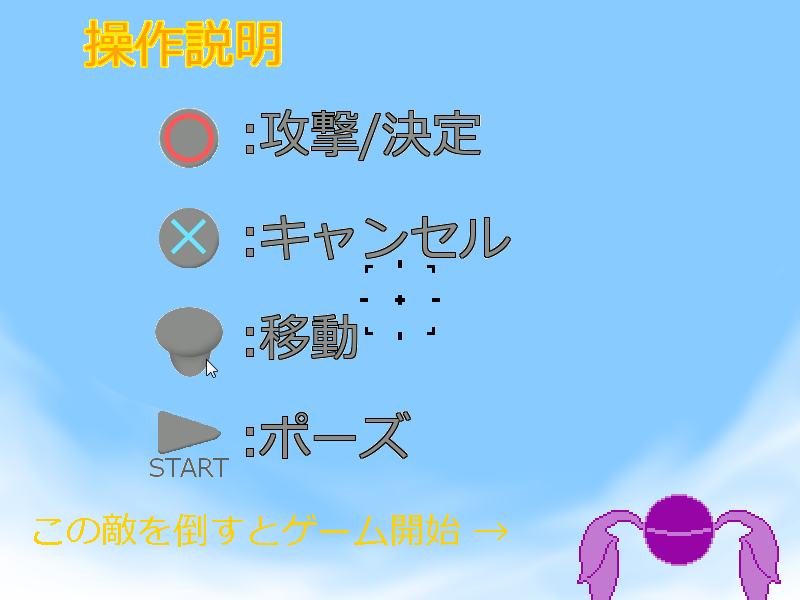 操作説明
:攻撃/決定
:キャンセル
:移動
:ポーズ
START
この敵を倒すとゲーム開始 →